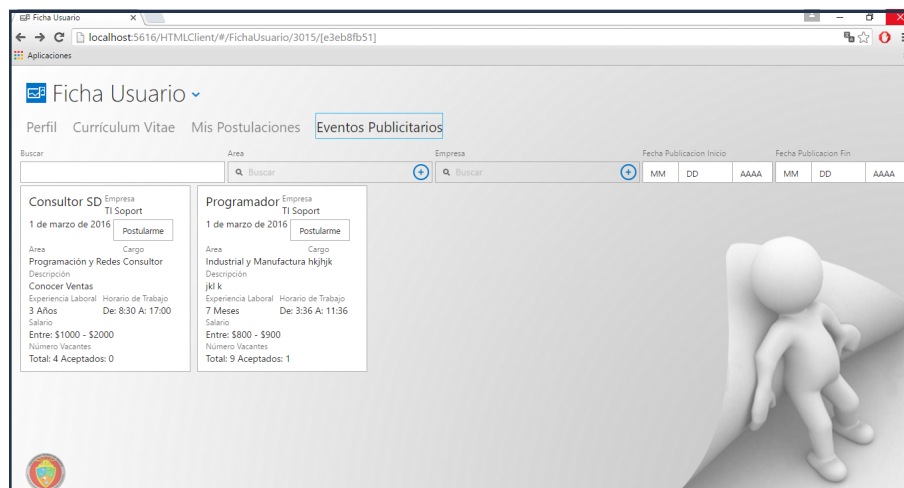 Ficha Usuario
localhost:5616/HTMLClient/#/FichaUsuario/3015/[e3eb8fb51]
Aplicaciones
Ficha Usuario
Perfil Currículum Vitae Mis Postulaciones Eventos Publicitarios
Buscar Area Empresa Fecha Publicacion Inicio Fecha Publicacion Fin
Buscar Buscar MM DD AAAA MM DD AAAA
Consultor SD Empresa
TI Soport
1 de marzo de 2016 Postularme
Area Cargo
Programación y Redes Consultor
Descripción
Conocer Ventas
Experiencia Laboral Horario de Trabajo
3 Años De: 8:30 A: 17:00
Salario
Entre: $1000 - $2000
Número Vacantes
Total: 4 Aceptados: 0
Programador Empresa
TI Soport
1 de marzo de 2016 Postularme
Area Cargo
Industrial y Manufactura hkjhjk
Descripción
jkl k
Experiencia Laboral Horario de Trabajo
7 Meses De: 3:36 A: 11:36
Salario
Entre: $800 - $900
Número Vacantes
Total: 9 Aceptados: 1